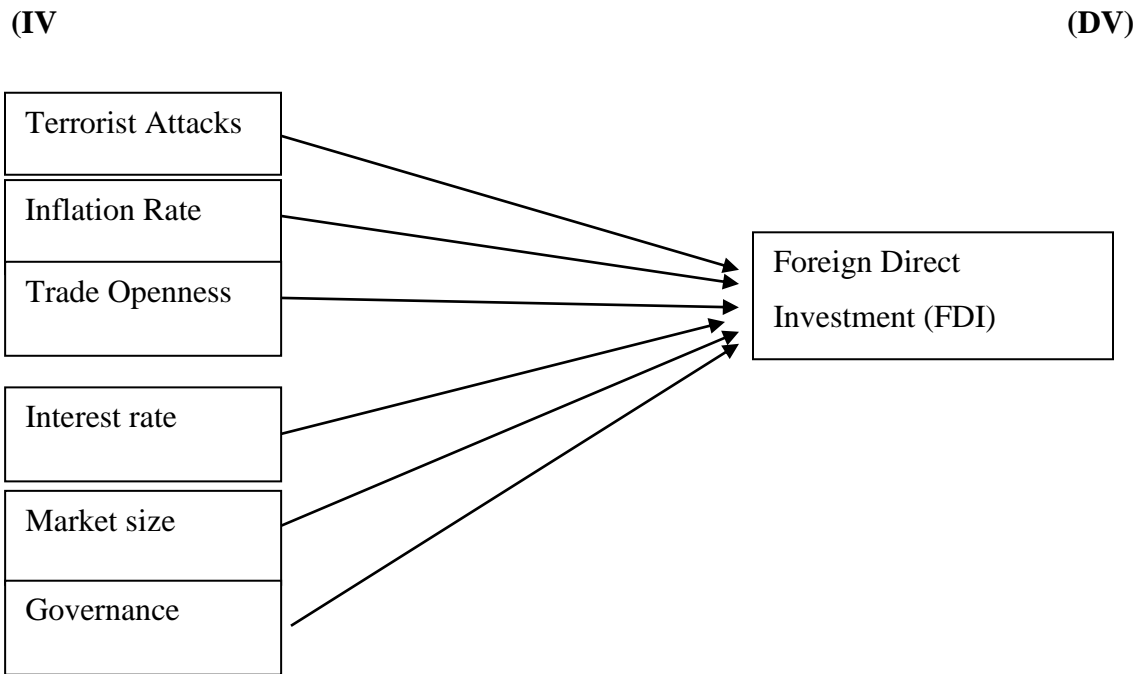 (IV
(DV)
Terrorist Attacks
Inflation Rate
Trade Openness
Interest rate
Market size
Governance
Foreign Direct
Investment (FDI)